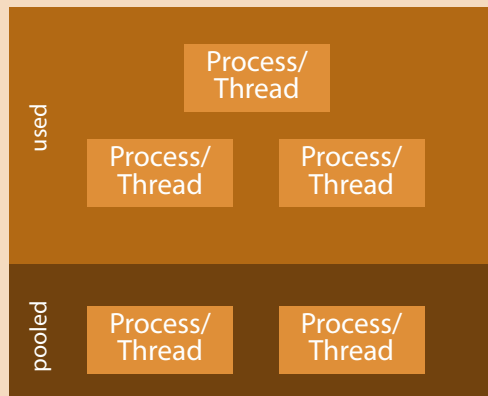 used
Process/
Thread
Process/
Thread
Process/
Thread
pooled
Process/
Thread
Process/
Thread